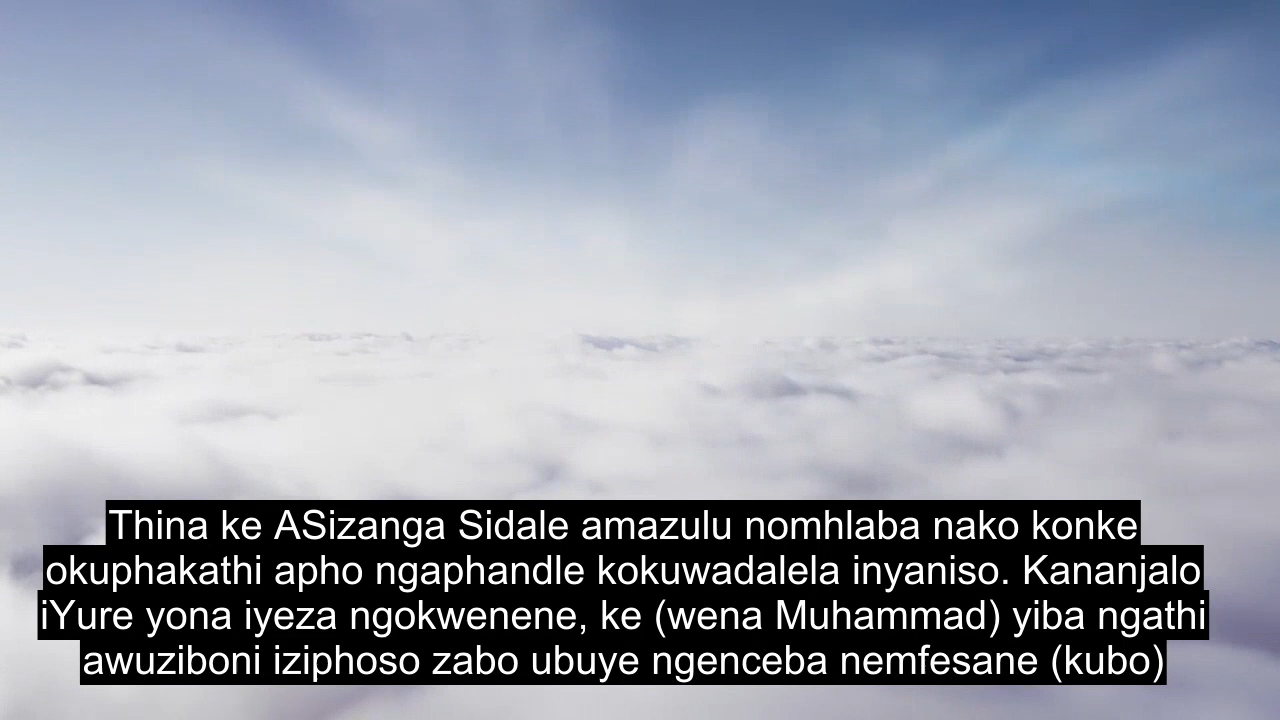 Thina ke ASizanga Sidale amazulu nomhlaba nako konke
okuphakathi apho ngaphandle kokuwadalela inyaniso. Kananjalo
iYure yona iyeza ngokwenene, ke (wena Muhammad) yiba ngathi
awuziboni iziphoso zabo ubuye ngenceba nemfesane (kubo)